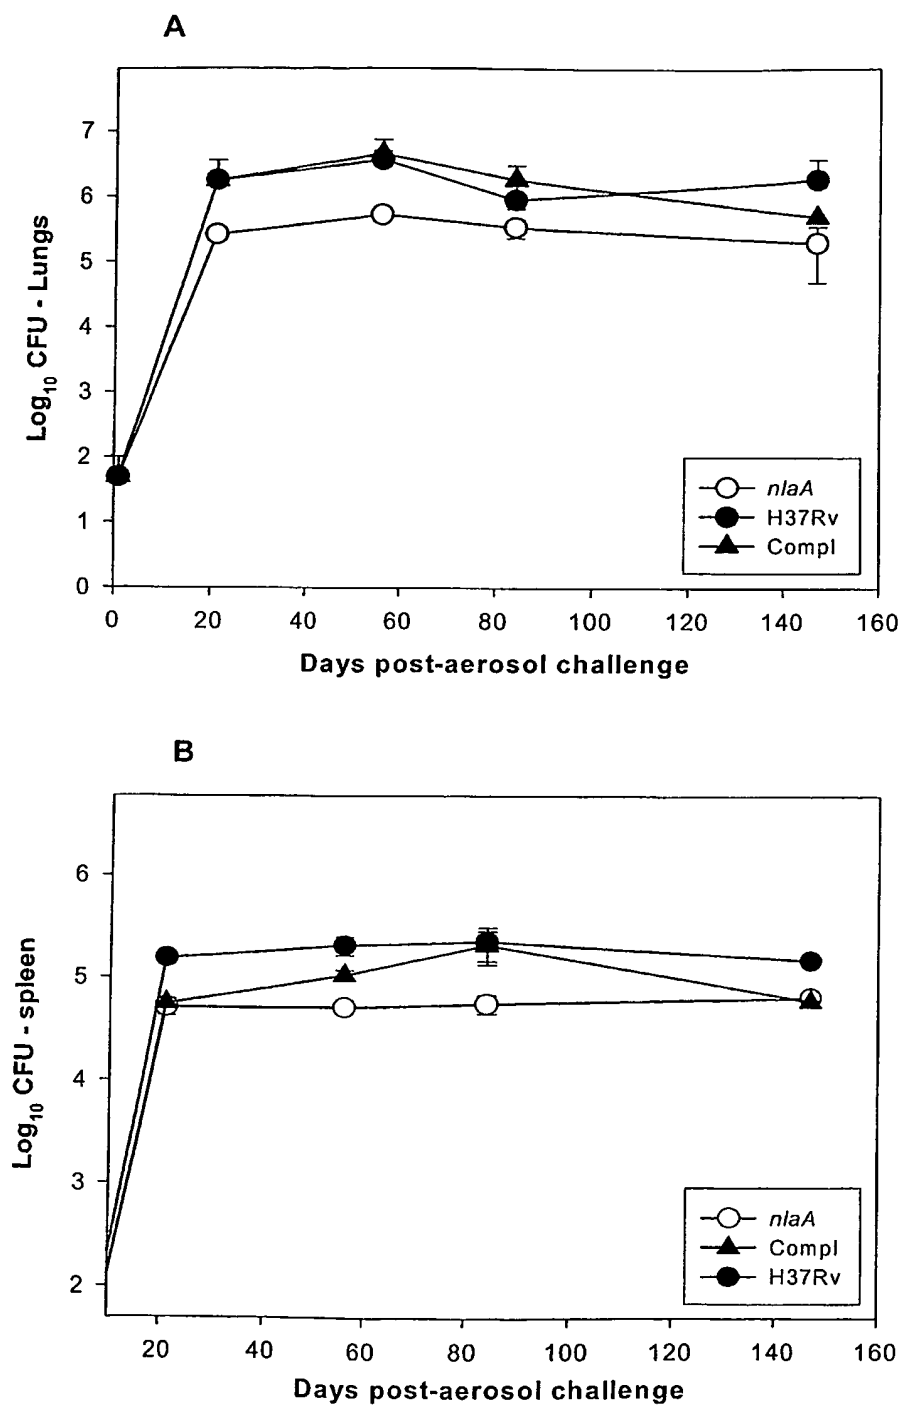 A
7
6
5
4
3
2
1
0
Log10 CFU - Lungs
nlaA
H37Rv
Compl
0 20 40 60 80 100 120 140 160
Days post-aerosol challenge
B
6
5
4
3
2
Log10 CFU - spleen
nlaA
Compl
H37Rv
20 40 60 80 100 120 140 160
Days post-aerosol challenge